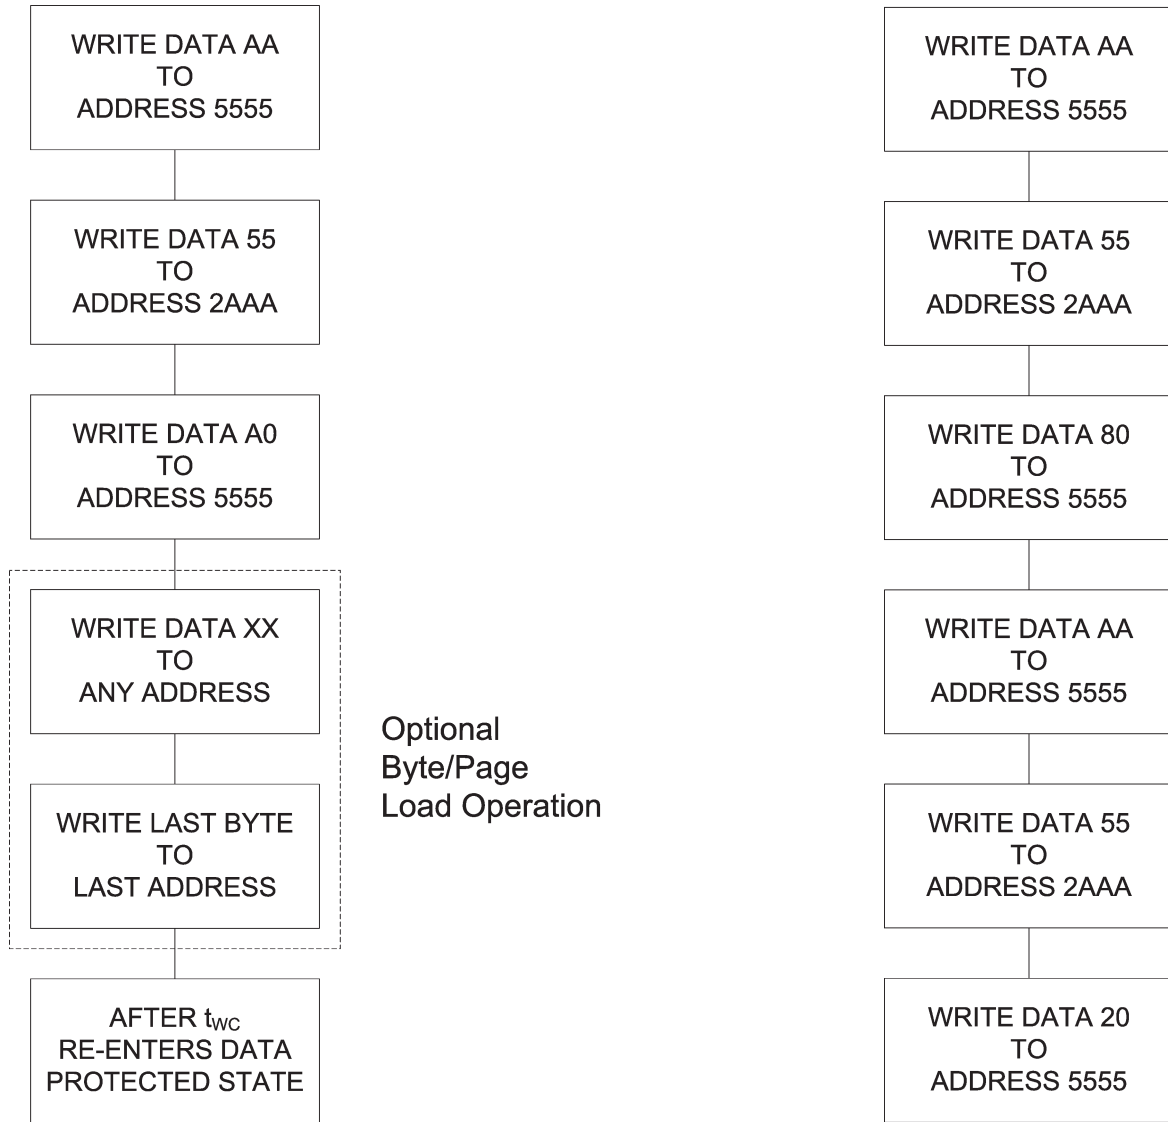 WRITE DATA AA
TO
ADDRESS 5555
WRITE DATA 55
TO
ADDRESS 2AAA
WRITE DATA A0
TO
ADDRESS 5555
WRITE DATA XX
TO
ANY ADDRESS
WRITE LAST BYTE
TO
LAST ADDRESS
AFTER tWC
RE-ENTERS DATA
PROTECTED STATE
Optional
Byte/Page
Load Operation
WRITE DATA AA
TO
ADDRESS 5555
WRITE DATA 55
TO
ADDRESS 2AAA
WRITE DATA 80
TO
ADDRESS 5555
WRITE DATA AA
TO
ADDRESS 5555
WRITE DATA 55
TO
ADDRESS 2AAA
WRITE DATA 20
TO
ADDRESS 5555